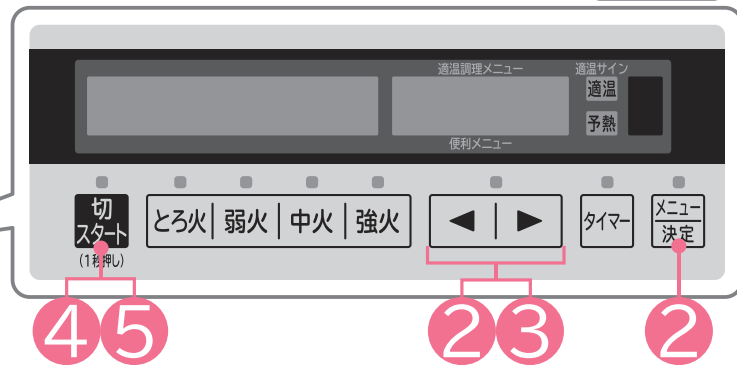 適温調理メニュー 適温サイン
適温
予熱
便利メニュー
切
スタート
(1秒押し)
とろ火 弱火 中火 強火
◀ ▶
タイマー
メニュー
決定
4 5 2 3 2